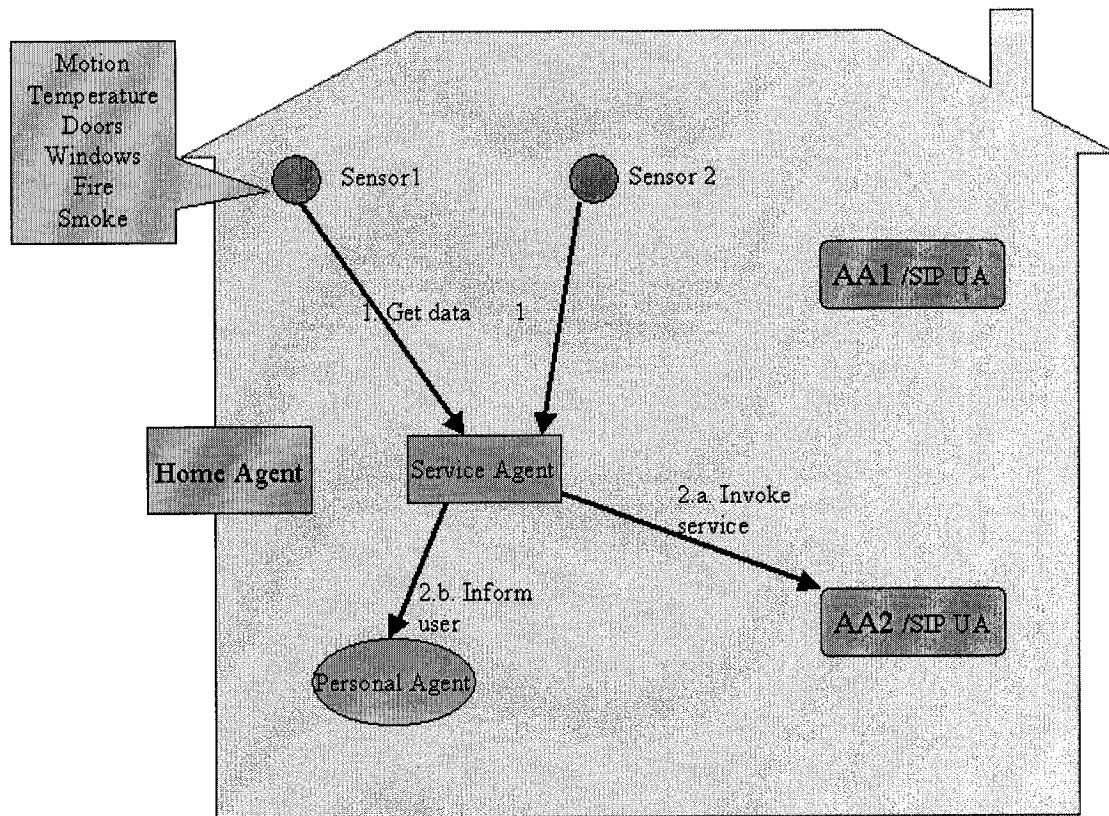 Motion
Temperature
Doors
Windows
Fire
Smoke
Sensor1
Sensor 2
AA1 /SIP UA
1. Get data
1
Home Agent
Service Agent
2.a. Invoke
service
2.b. Inform
user
AA2 /SIP UA
Personal Agent